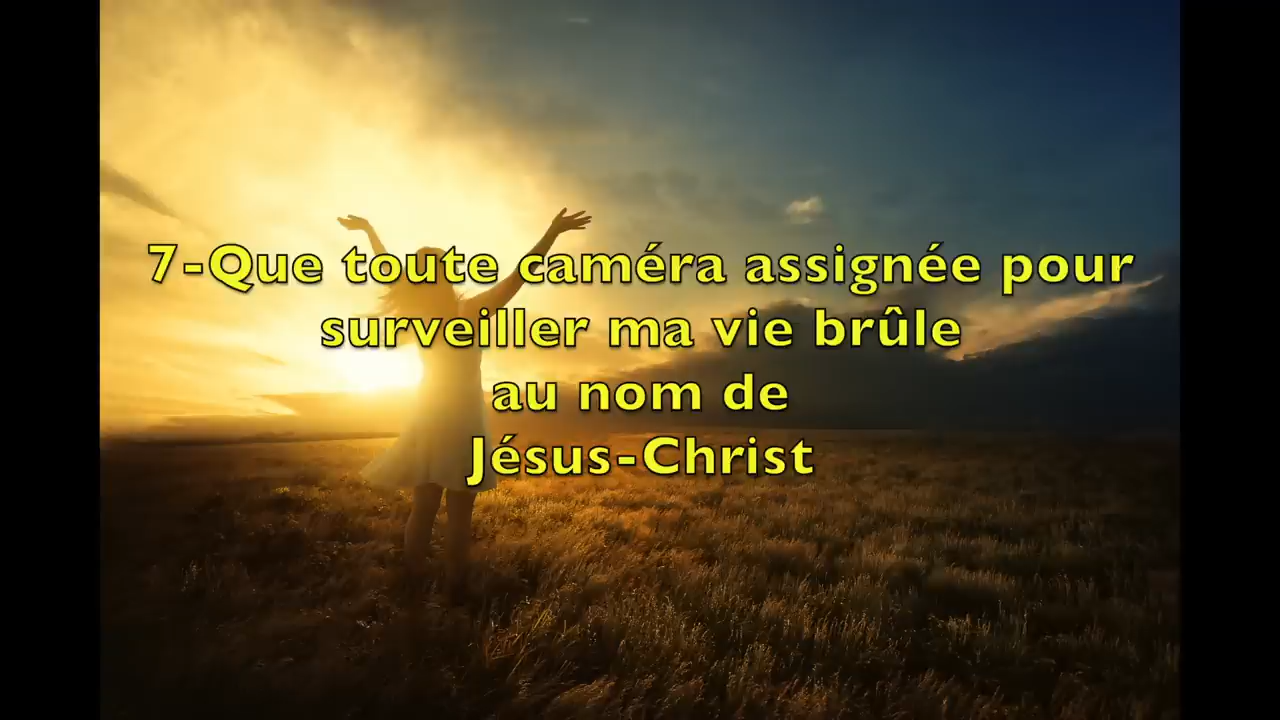 7-Que toute caméra assignée pour
surveiller ma vie brûle
au nom de
Jésus-Christ